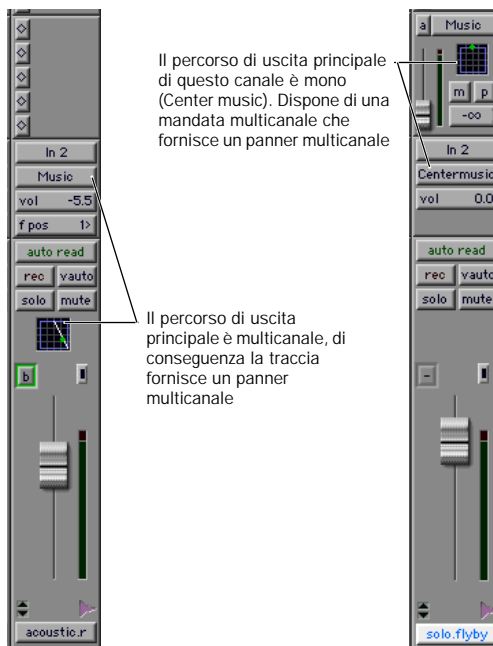 In 2
Music
vol -5.5
f pos 1>
auto read
rec vauto
solo mute
b
acoustic.r
Il percorso di uscita principale
di questo canale è mono
(Center music). Dispone di una
mandata multicanale che
fornisce un panner multicanale
Il percorso di uscita
principale è multicanale, di
conseguenza la traccia
fornisce un panner
multicanale
a Music
m p
-∞
In 2
Centermusic
vol 0.0
auto read
rec vauto
solo mute
-
solo.flyby